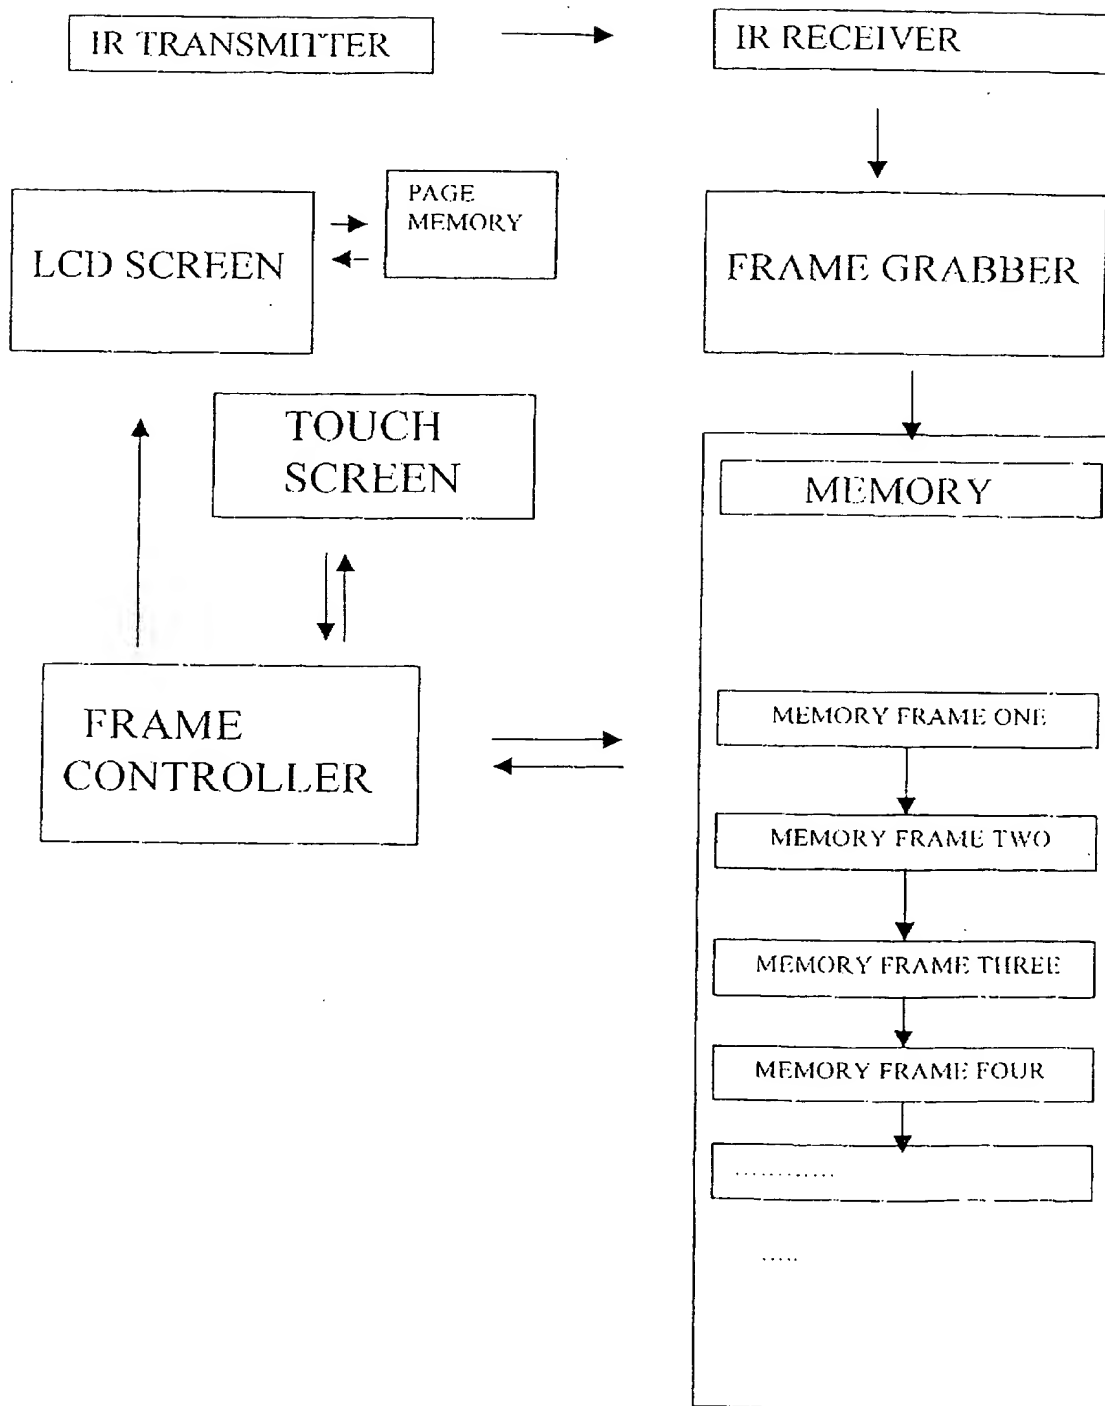 IR TRANSMITTER
IR RECEIVER
PAGE
MEMORY
LCD SCREEN
FRAME GRABBER
TOUCH
SCREEN
MEMORY
FRAME
CONTROLLER
MEMORY FRAME ONE
MEMORY FRAME TWO
MEMORY FRAME THREE
MEMORY FRAME FOUR
............
.....